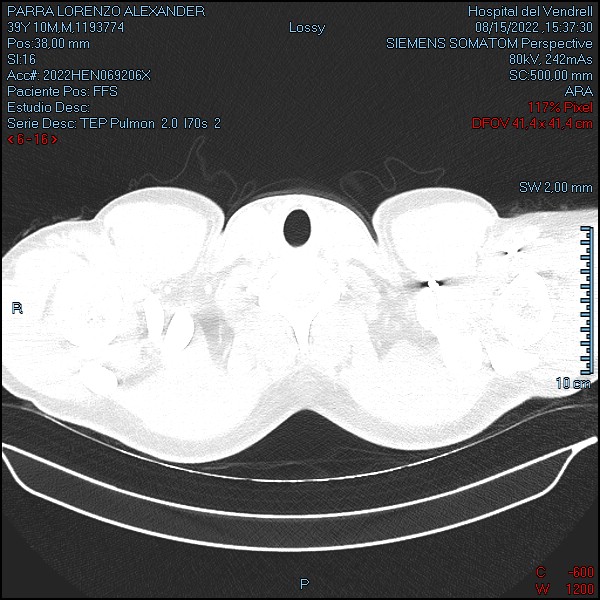 PARRA LORENZO ALEXANDER
39Y 10M,M,1193774
Pos:38,00 mm
SI:16
Acc#: 2022HEN069206X
Paciente Pos: FFS
Estudio Desc:
Serie Desc: TEP Pulmon 2.0 I70s 2
< 6 - 16 >
Lossy
Hospital del Vendrell
08/15/2022 ,15:37:30
SIEMENS SOMATOM Perspective
80kV, 242mAs
SC:500,00 mm
ARA
117% Pixel
DFOV 41,4 x 41,4 cm
SW 2,00 mm
R
10 cm
P
C -600
W 1200